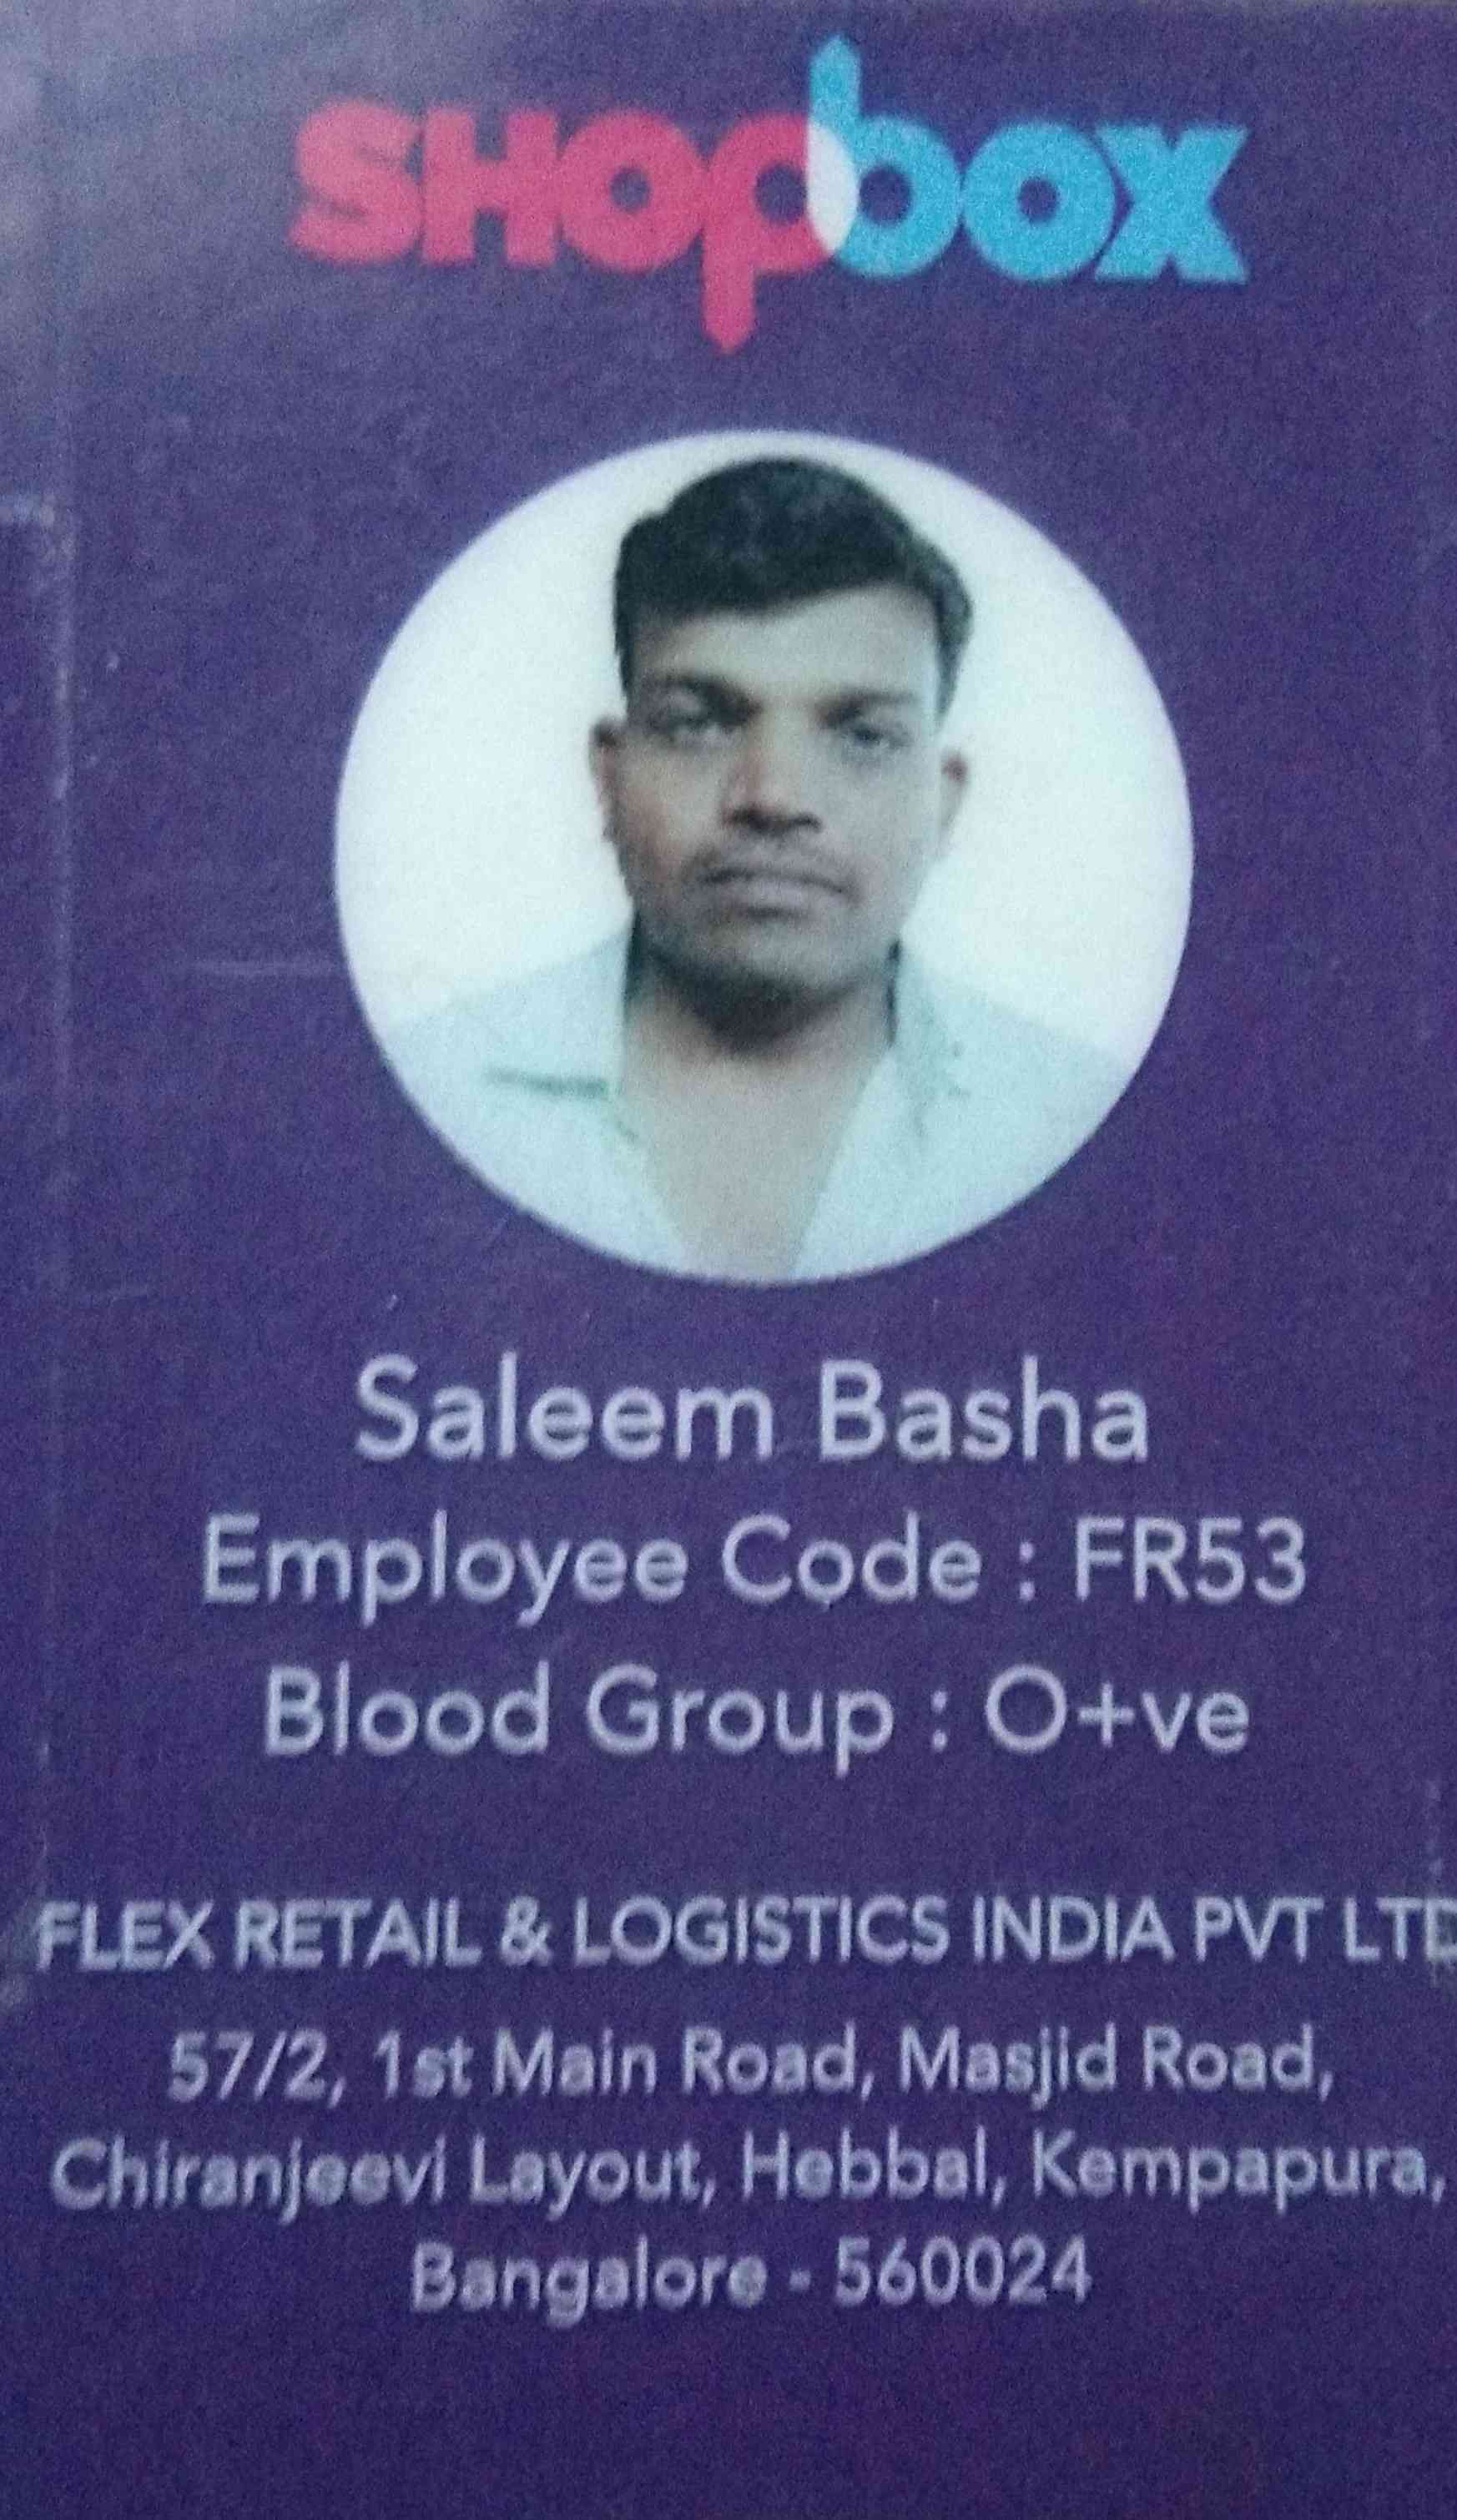 SHOpbox
Saleem Basha
Employee Code : FR53
Blood Group : O+ve
FLEX RETAIL & LOGISTICS INDIA PVT LTD
57/2, 1st Main Road, Masjid Road,
Chiranjeevi Layout, Hebbal, Kempapura,
Bangalore - 560024